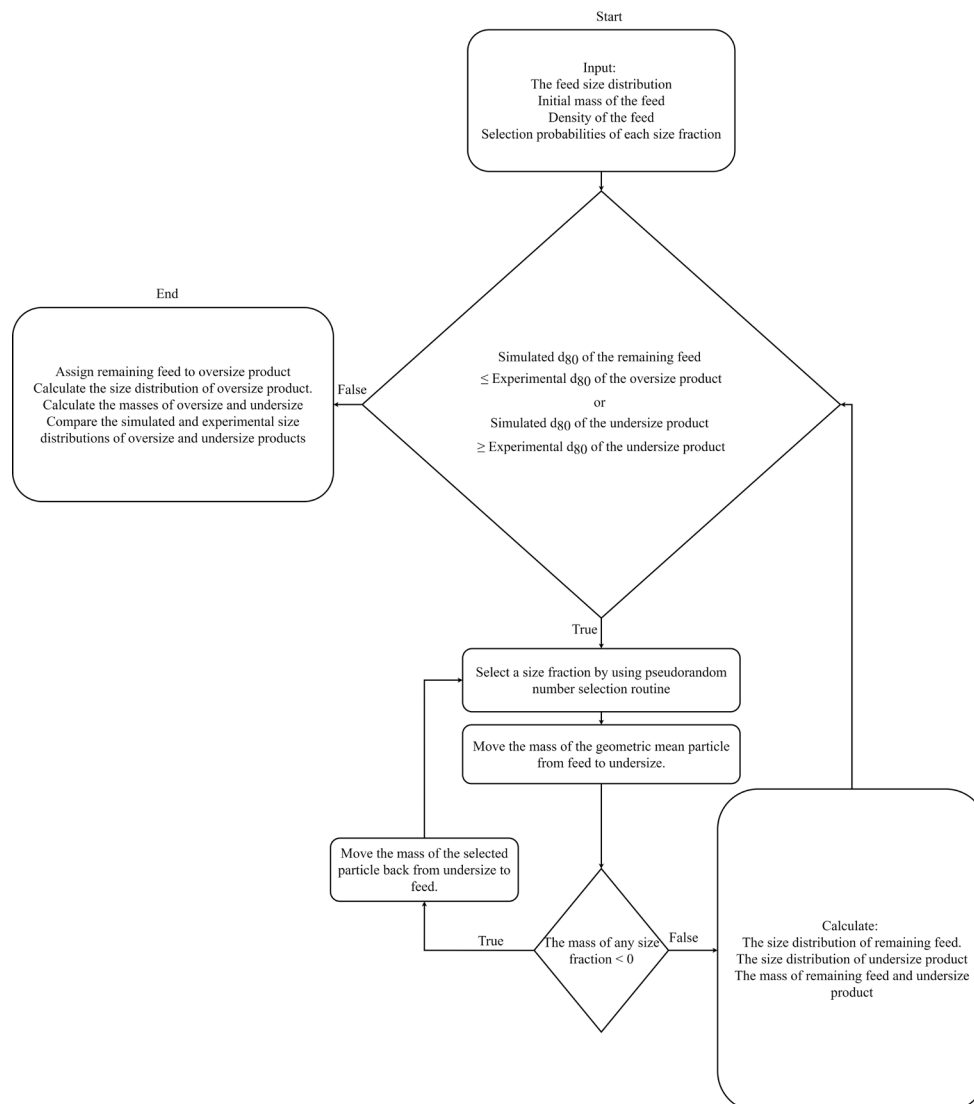 Start
Input:
The feed size distribution
Initial mass of the feed
Density of the feed
Selection probabilities of each size fraction
End
Assign remaining feed to oversize product
Calculate the size distribution of oversize product.
Calculate the masses of oversize and undersize
Compare the simulated and experimental size
distributions of oversize and undersize products
False
Simulated d80 of the remaining feed
≤ Experimental d80 of the oversize product
or
Simulated d80 of the undersize product
≥ Experimental d80 of the undersize product
True
Select a size fraction by using pseudorandom
number selection routine
Move the mass of the geometric mean particle
from feed to undersize.
Move the mass of the selected
particle back from undersize to
feed.
True
The mass of any size
fraction < 0
False
Calculate:
The size distribution of remaining feed.
The size distribution of undersize product
The mass of remaining feed and undersize
product